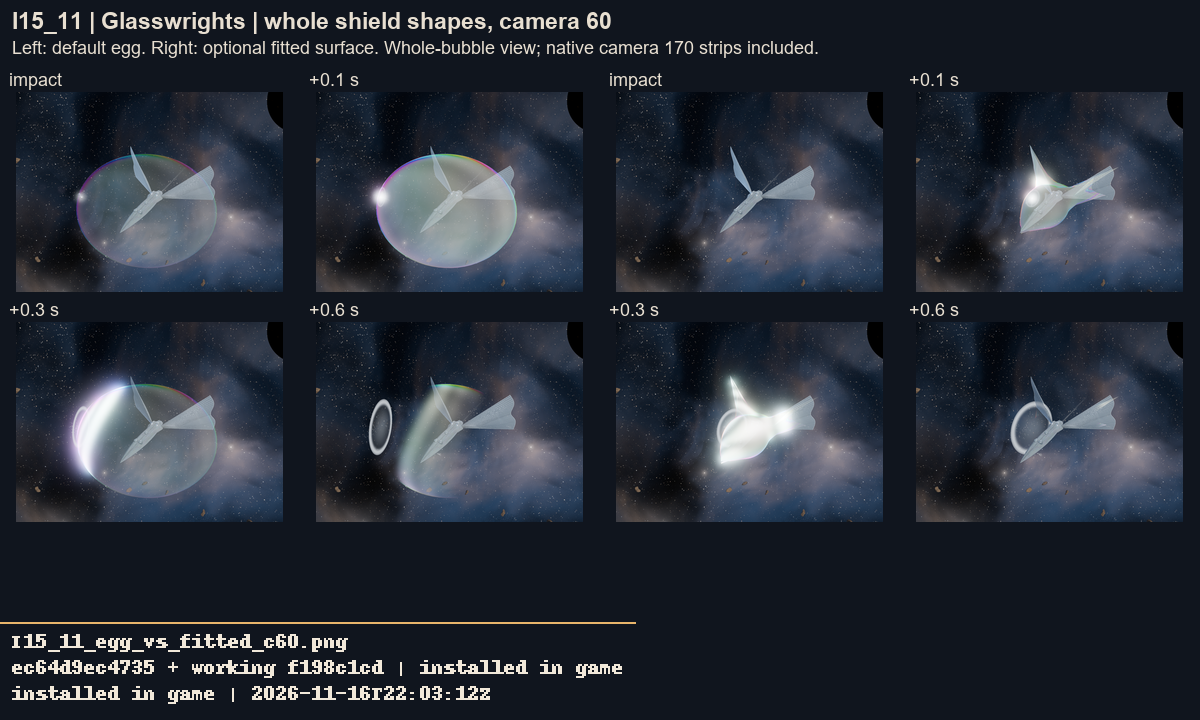 I15_11 | Glasswrights | whole shield shapes, camera 60
Left: default egg. Right: optional fitted surface. Whole-bubble view; native camera 170 strips included.
impact +0.1 s impact +0.1 s
+0.3 s +0.6 s +0.3 s +0.6 s
I15_11_egg_vs_fitted_c60.png
ec64d9ec4735 + working f198c1cd | installed in game
installed in game | 2026-11-16T22:03:12Z